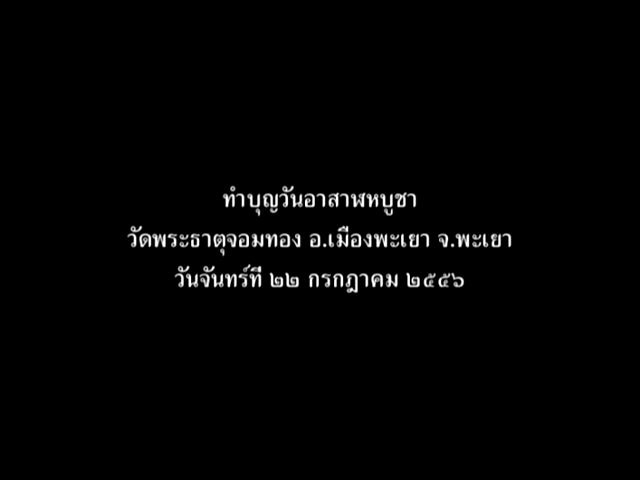 ทำบุญวันอาสาฬหบูชา
วัดพระธาตุจอมทอง อ.เมืองพะเยา จ.พะเยา
วันจันทร์ที่ ๒๒ กรกฎาคม ๒๕๕๖